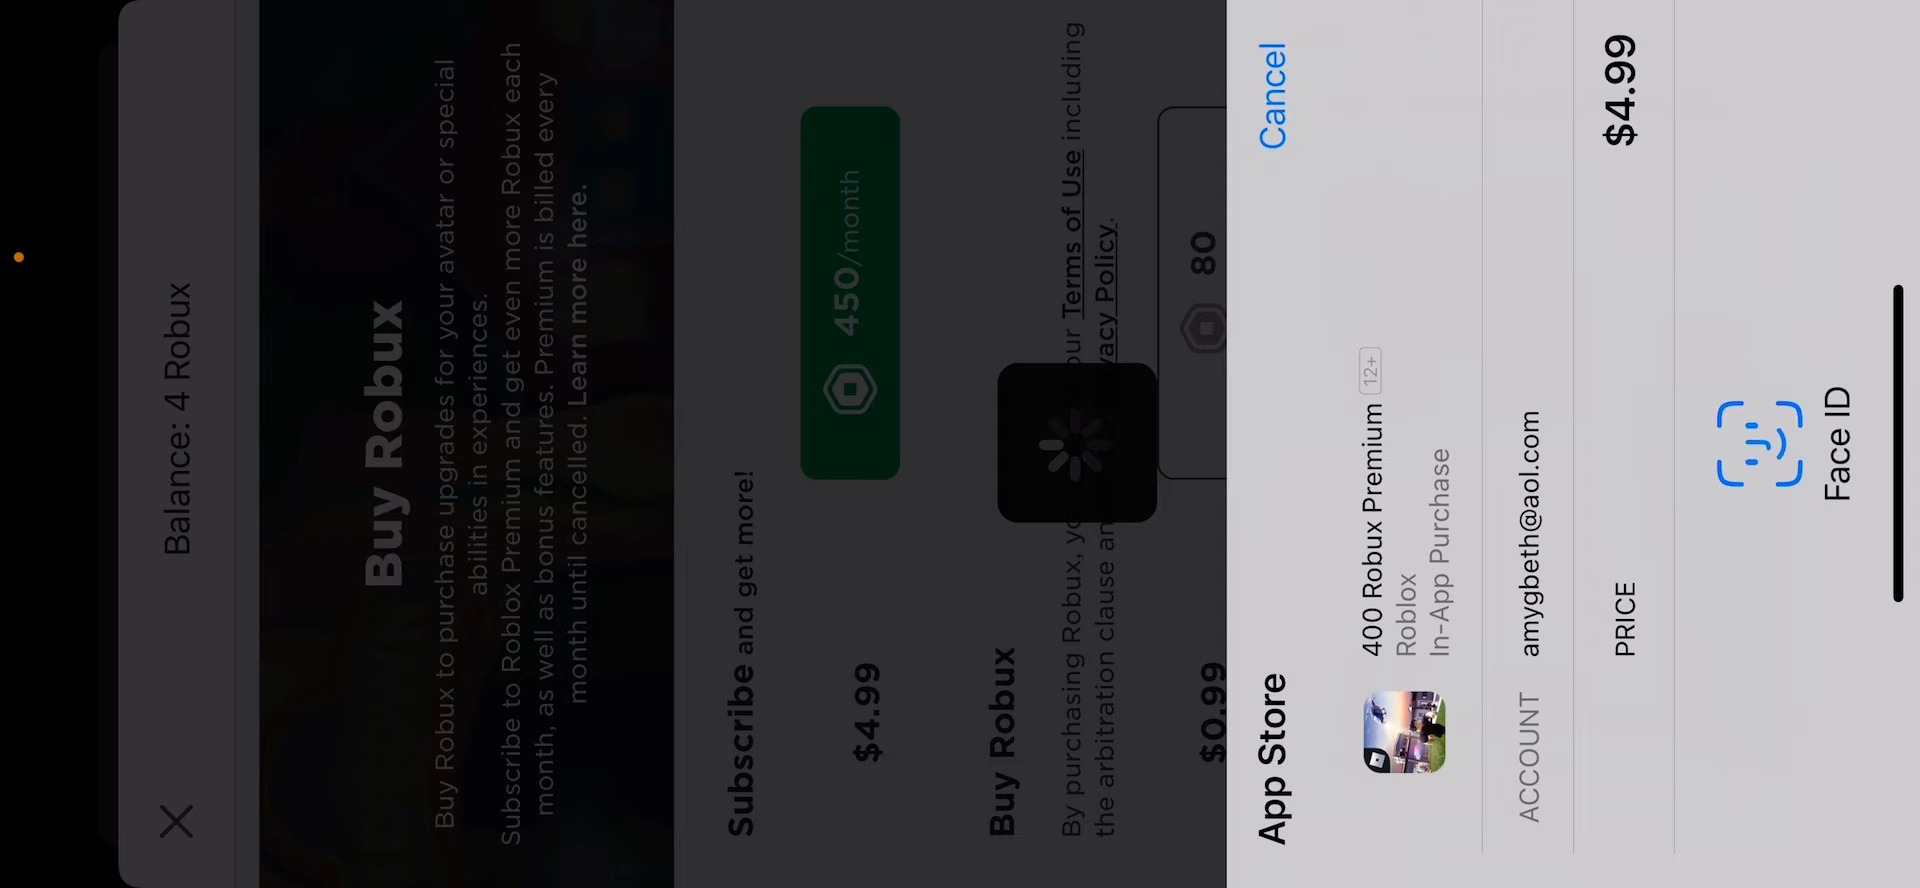 Balance: 4 Robux
Buy Robux
Buy Robux to purchase upgrades for your avatar or special
abilities in experiences.
Subscribe to Roblox Premium and get even more Robux each
month, as well as bonus features. Premium is billed every
month until cancelled. Learn more here.
Subscribe and get more!
$4.99
450/month
Buy Robux
By purchasing Robux, yo our Terms of Use including
the arbitration clause an vacy Policy.
$0.99
80
App Store
Cancel
400 Robux Premium 12+
Roblox
In-App Purchase
ACCOUNT
amygbeth@aol.com
PRICE
$4.99
Face ID